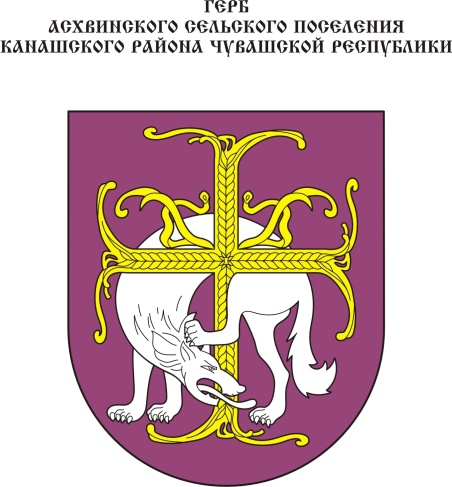 ГЕРБ
АСХВИНСКОГО СЕЛЬСКОГО ПОСЕЛЕНИЯ
КАНАШСКОГО РАЙОНА ЧУВАШСКОЙ РЕСПУБЛИКИ